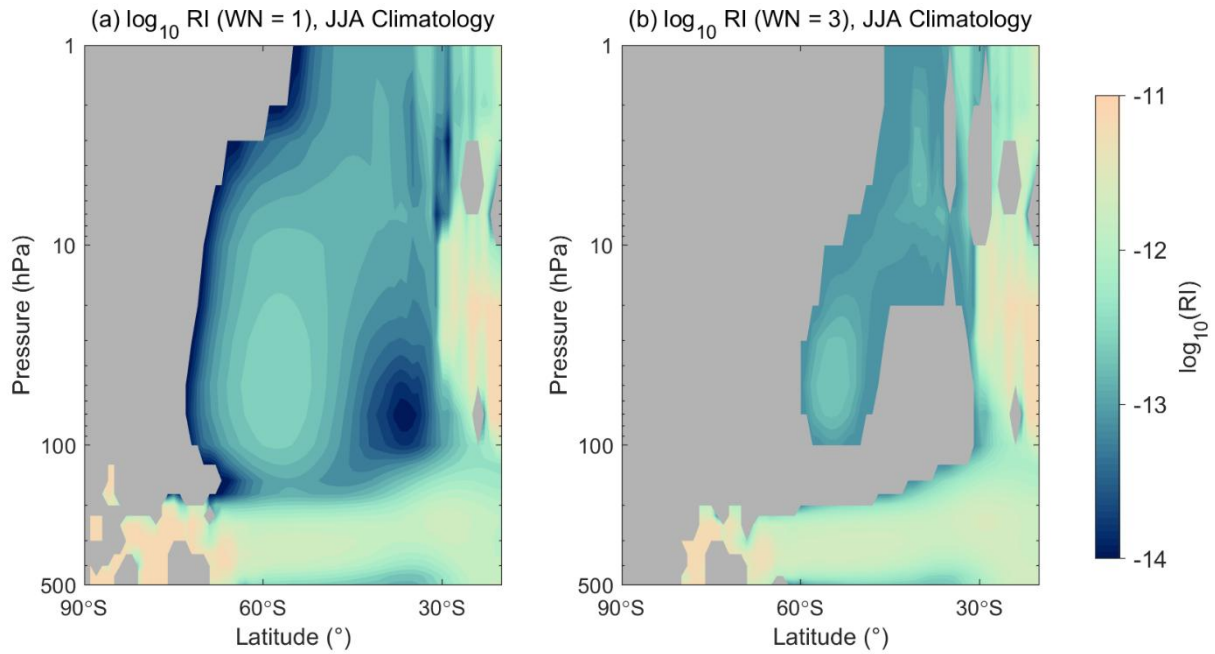 (a) log₁₀ RI (WN = 1), JJA Climatology
1
10
100
500
Pressure (hPa)
90°S
60°S
30°S
Latitude (°)
(b) log₁₀ RI (WN = 3), JJA Climatology
1
10
100
500
Pressure (hPa)
90°S
60°S
30°S
Latitude (°)
-11
-12
-13
-14
log₁₀(RI)